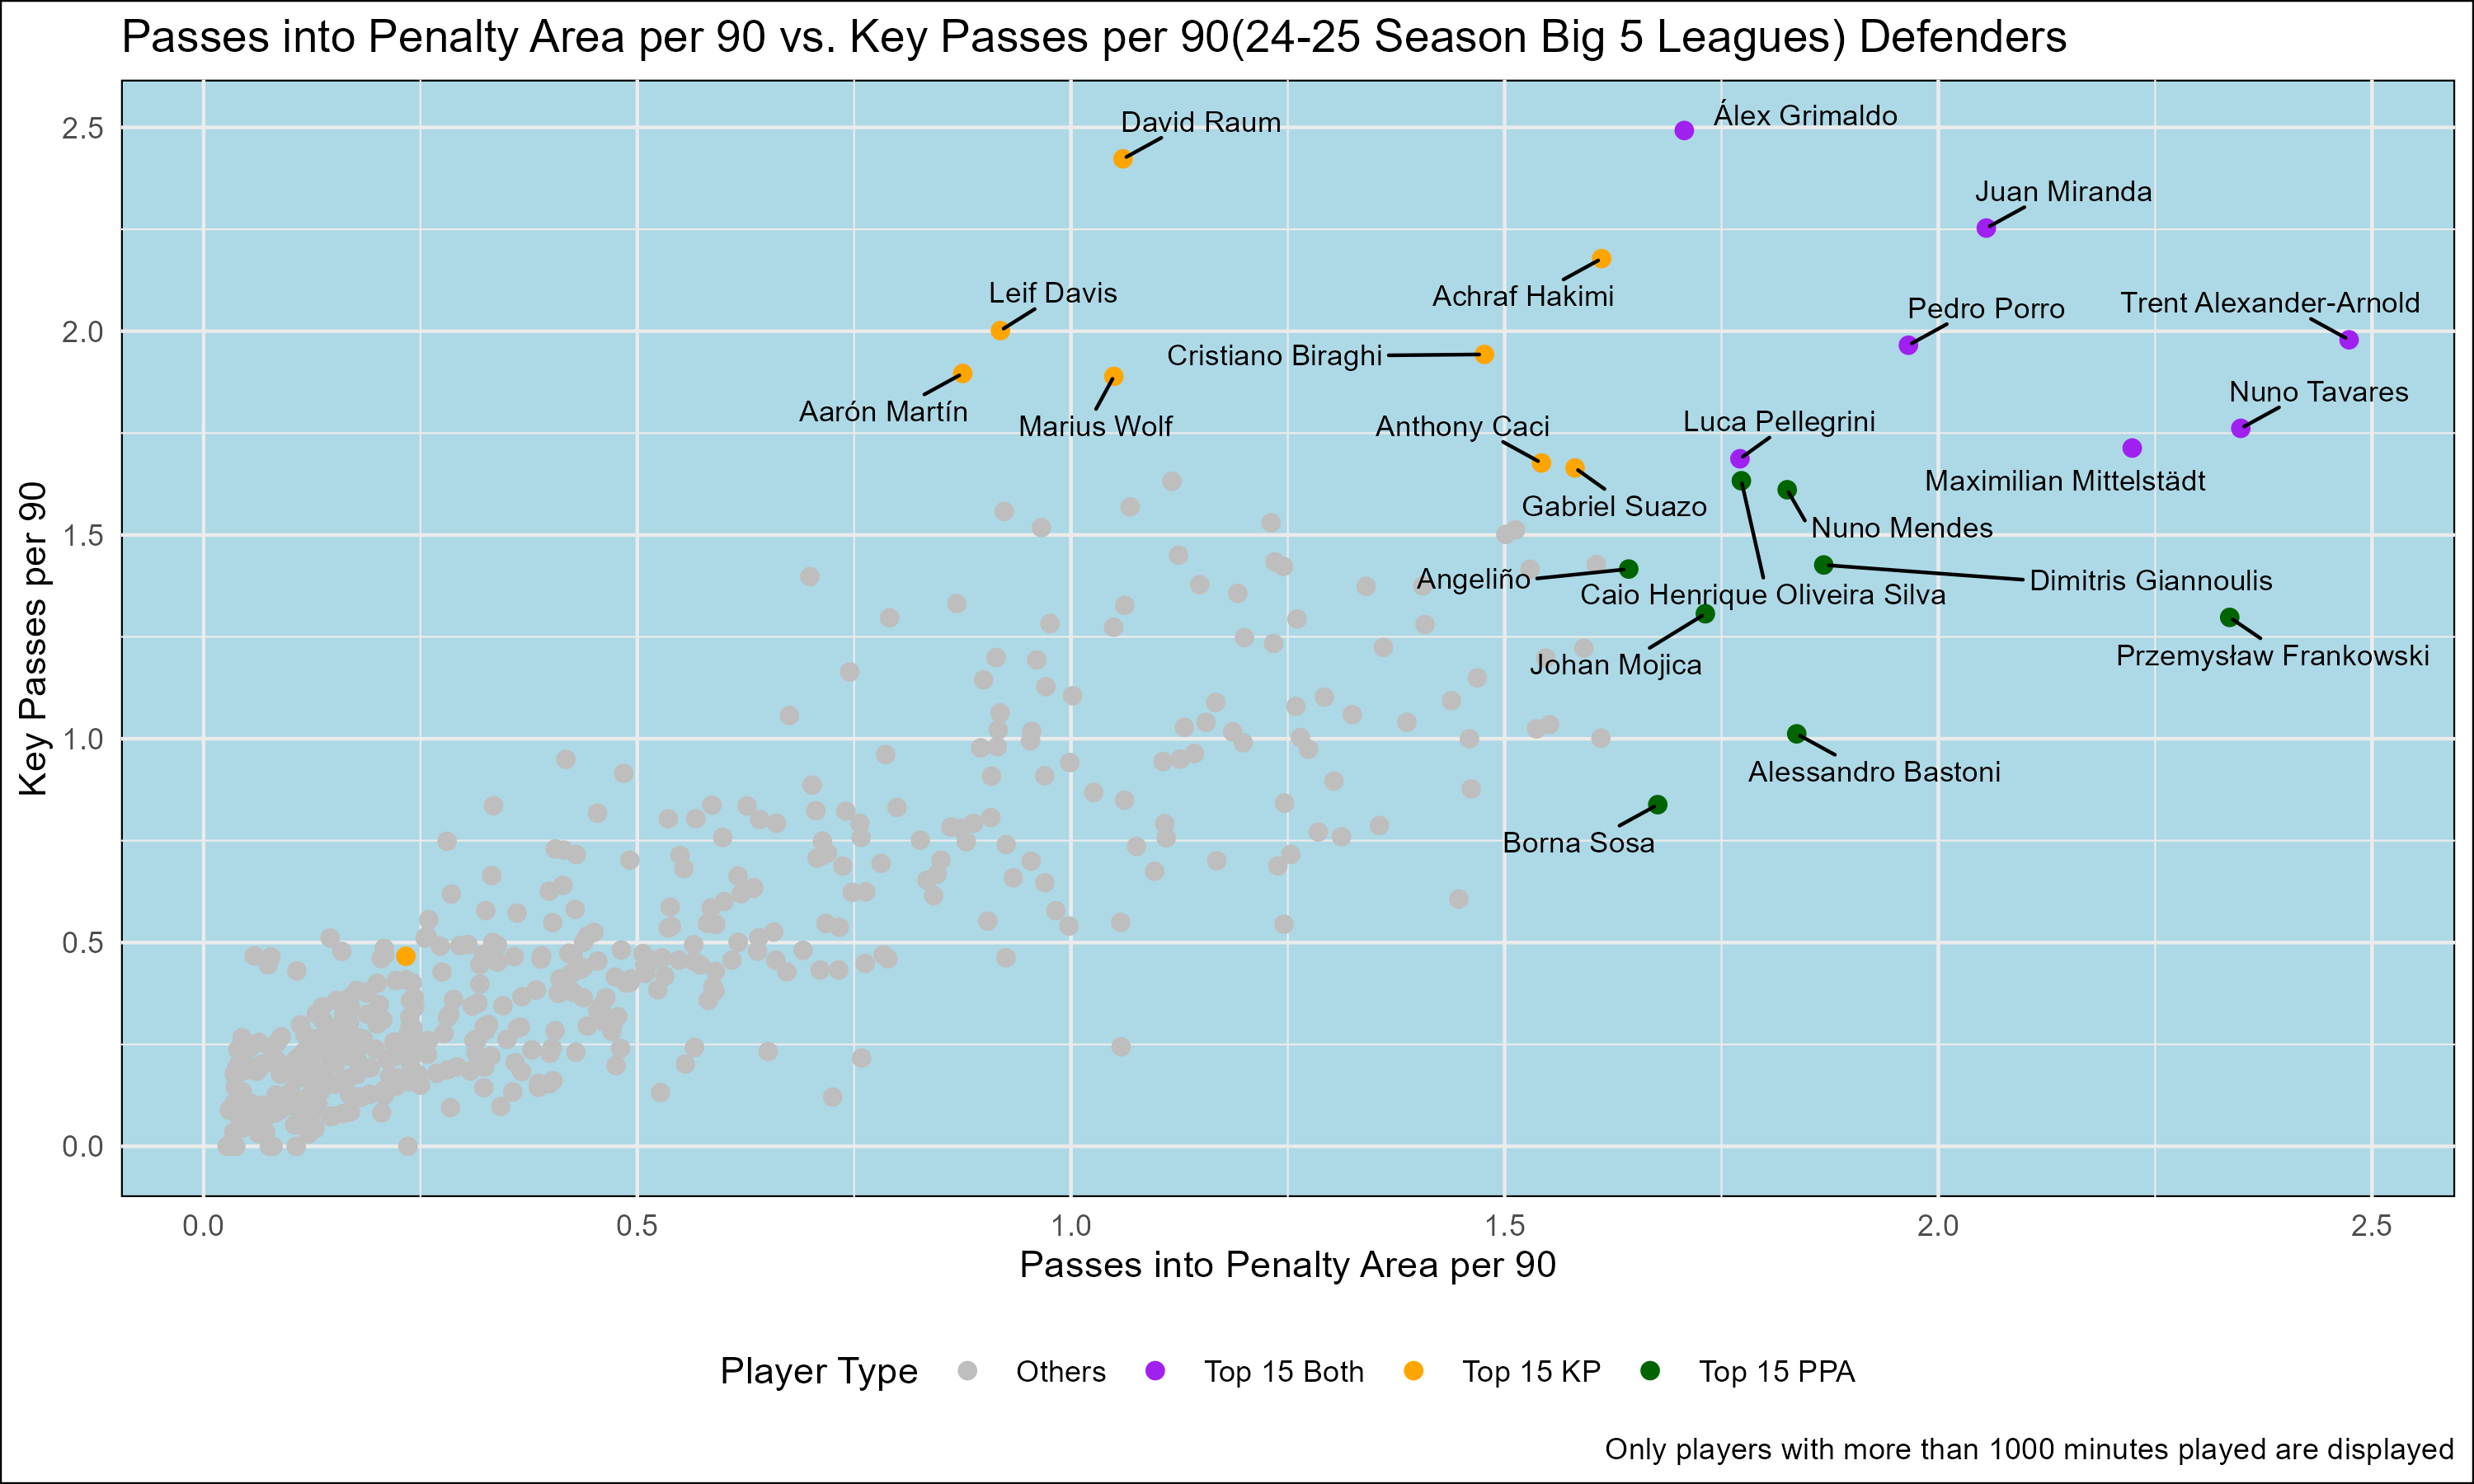 Passes into Penalty Area per 90 vs. Key Passes per 90(24-25 Season Big 5 Leagues) Defenders
Key Passes per 90
2.5
2.0
1.5
1.0
0.5
0.0
Álex Grimaldo
David Raum
Juan Miranda
Leif Davis
Achraf Hakimi
Trent Alexander-Arnold
Pedro Porro
Cristiano Biraghi
Nuno Tavares
Aarón Martín
Marius Wolf
Anthony Caci
Luca Pellegrini
Maximilian Mittelstädt
Gabriel Suazo
Nuno Mendes
Angeliño
Dimitris Giannoulis
Caio Henrique Oliveira Silva
Przemysław Frankowski
Johan Mojica
Alessandro Bastoni
Borna Sosa
0.0
0.5
1.0
1.5
2.0
2.5
Passes into Penalty Area per 90
Player Type
Others
Top 15 Both
Top 15 KP
Top 15 PPA
Only players with more than 1000 minutes played are displayed